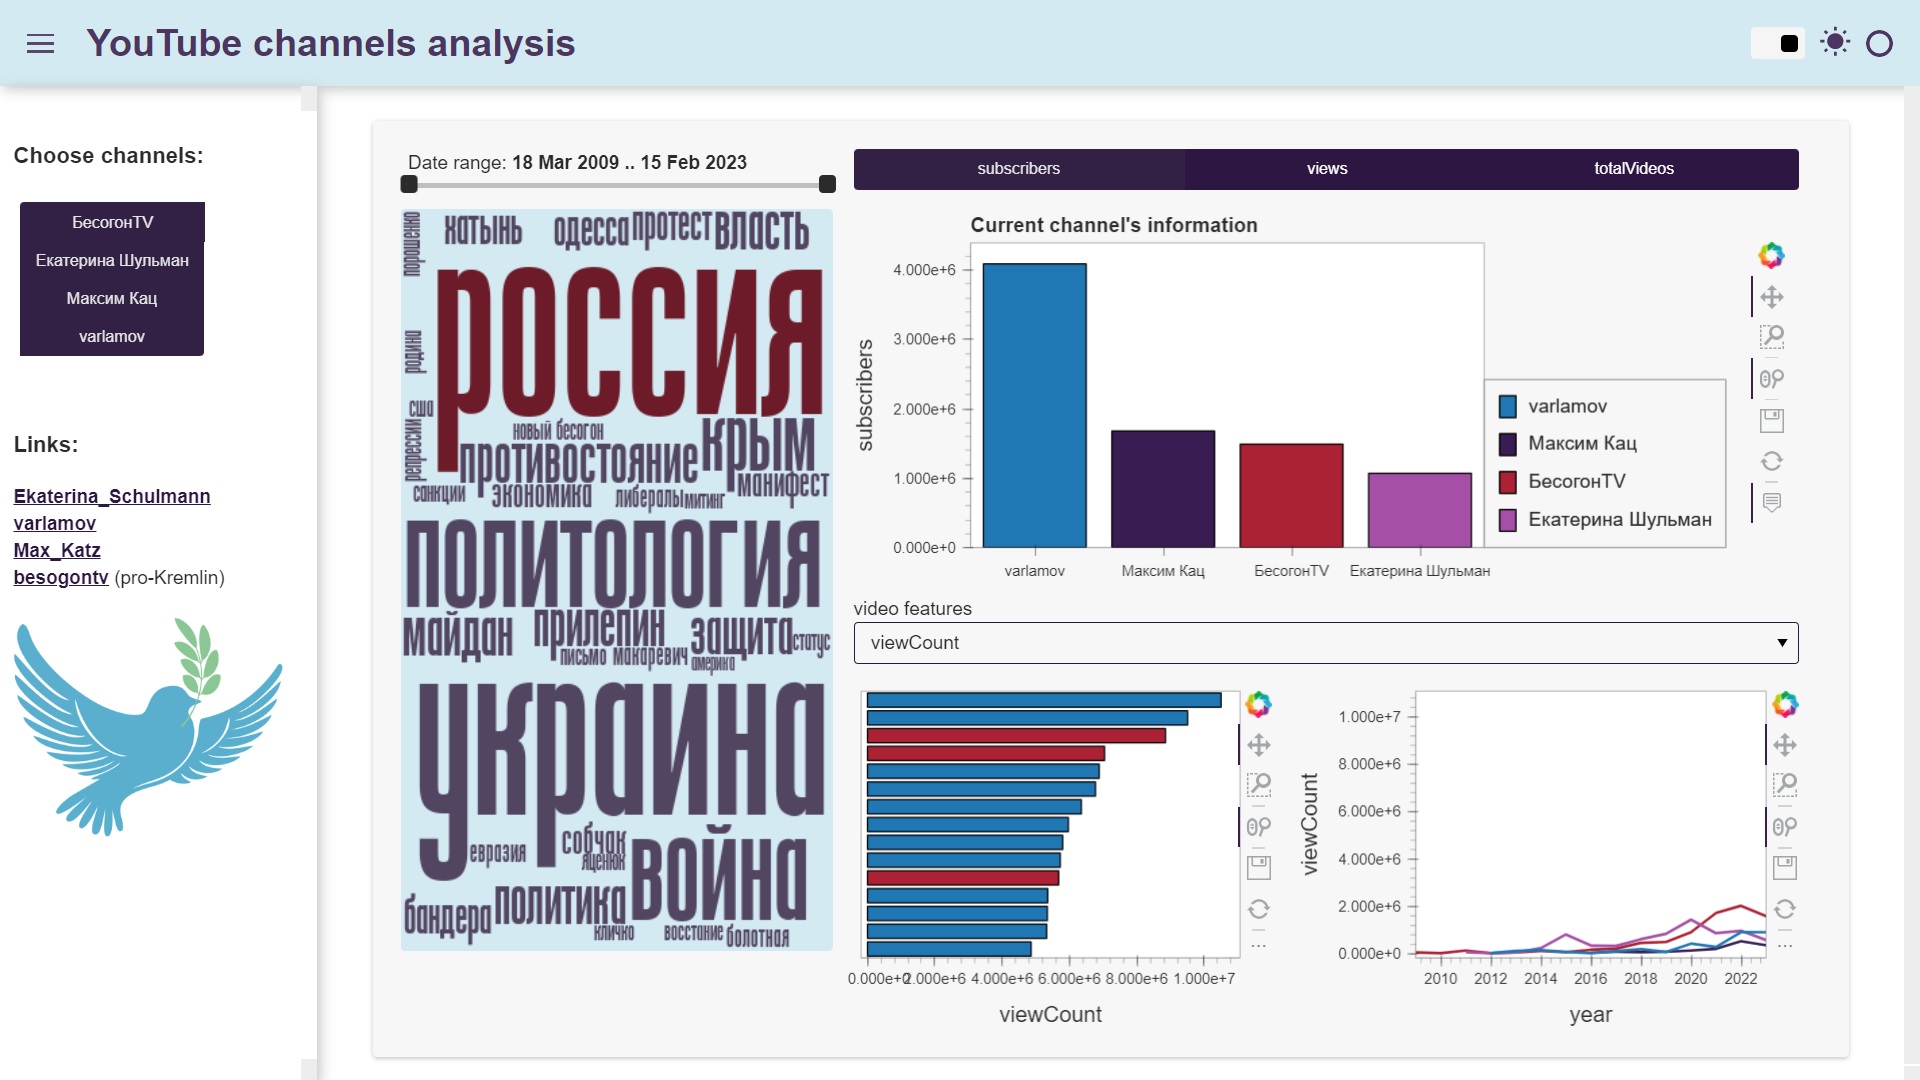 YouTube channels analysis
Choose channels:
БесогонTV
Екатерина Шульман
Максим Кац
varlamov
Links:
Ekaterina_Schulmann
varlamov
Max_Katz
besogontv (pro-Kremlin)
Date range: 18 Mar 2009 .. 15 Feb 2023
порошенко
хатынь
одесса
протест
власть
россия
родина
сша
репрессии
новый бесогон
противостояние
крым
санкции
экономика
либералы
митинг
манифест
политология
майдан
прилепин
защита
статус
письмо
макаревич
америка
украина
евразия
собчак
яценюк
война
бандера
политика
кличко
восстание
болотная
subscribers
views
totalVideos
Current channel's information
subscribers
4.000e+6
3.000e+6
2.000e+6
1.000e+6
0.000e+0
varlamov
Максим Кац
БесогонTV
Екатерина Шульман
varlamov
Максим Кац
БесогонTV
Екатерина Шульман
video features
viewCount
0.000e+0 2.000e+6 4.000e+6 6.000e+6 8.000e+6 1.000e+7
viewCount
viewCount
1.000e+7
8.000e+6
6.000e+6
4.000e+6
2.000e+6
0.000e+0
2010 2012 2014 2016 2018 2020 2022
year